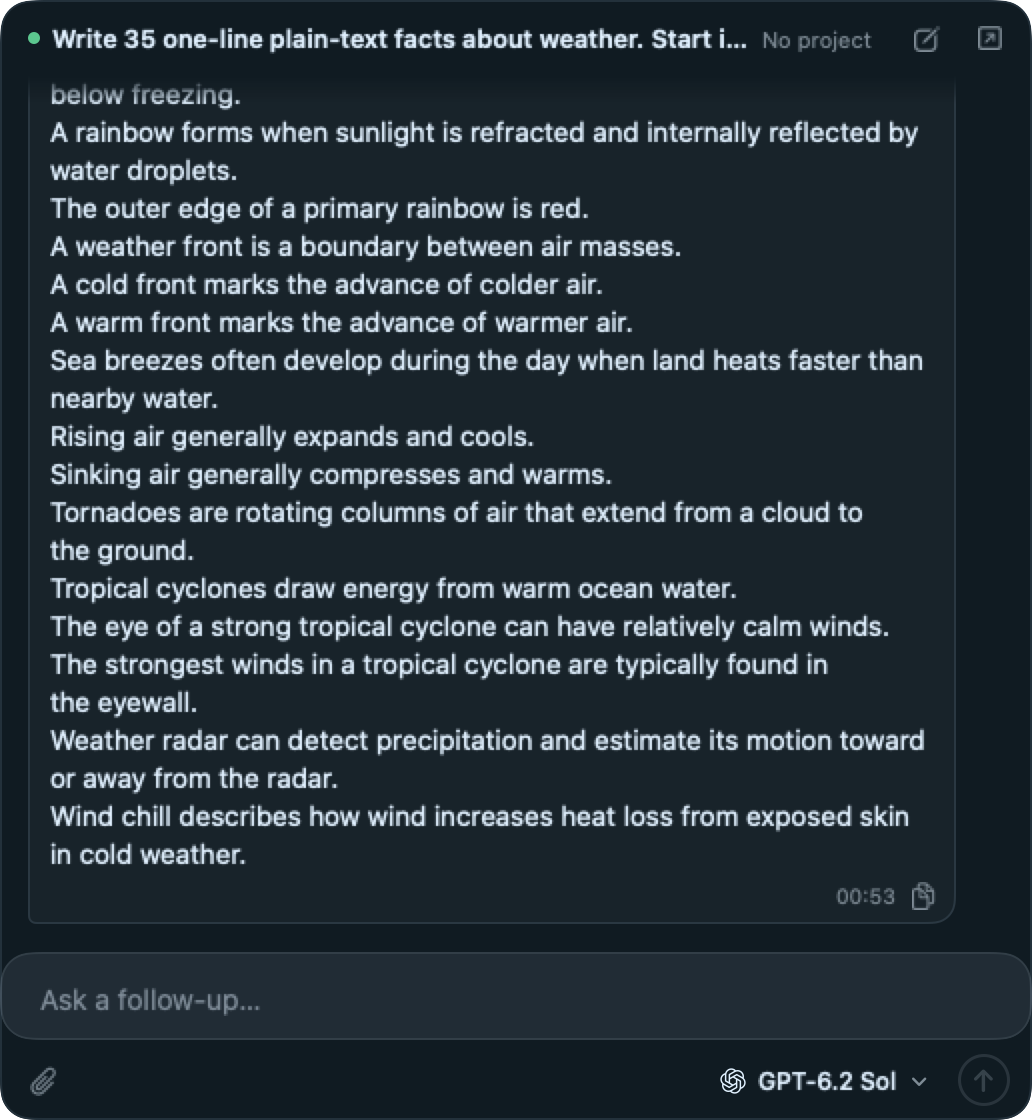 Write 35 one-line plain-text facts about weather. Start i... No project
below freezing.
A rainbow forms when sunlight is refracted and internally reflected by
water droplets.
The outer edge of a primary rainbow is red.
A weather front is a boundary between air masses.
A cold front marks the advance of colder air.
A warm front marks the advance of warmer air.
Sea breezes often develop during the day when land heats faster than
nearby water.
Rising air generally expands and cools.
Sinking air generally compresses and warms.
Tornadoes are rotating columns of air that extend from a cloud to
the ground.
Tropical cyclones draw energy from warm ocean water.
The eye of a strong tropical cyclone can have relatively calm winds.
The strongest winds in a tropical cyclone are typically found in
the eyewall.
Weather radar can detect precipitation and estimate its motion toward
or away from the radar.
Wind chill describes how wind increases heat loss from exposed skin
in cold weather.
00:53
Ask a follow-up...
GPT-6.2 Sol